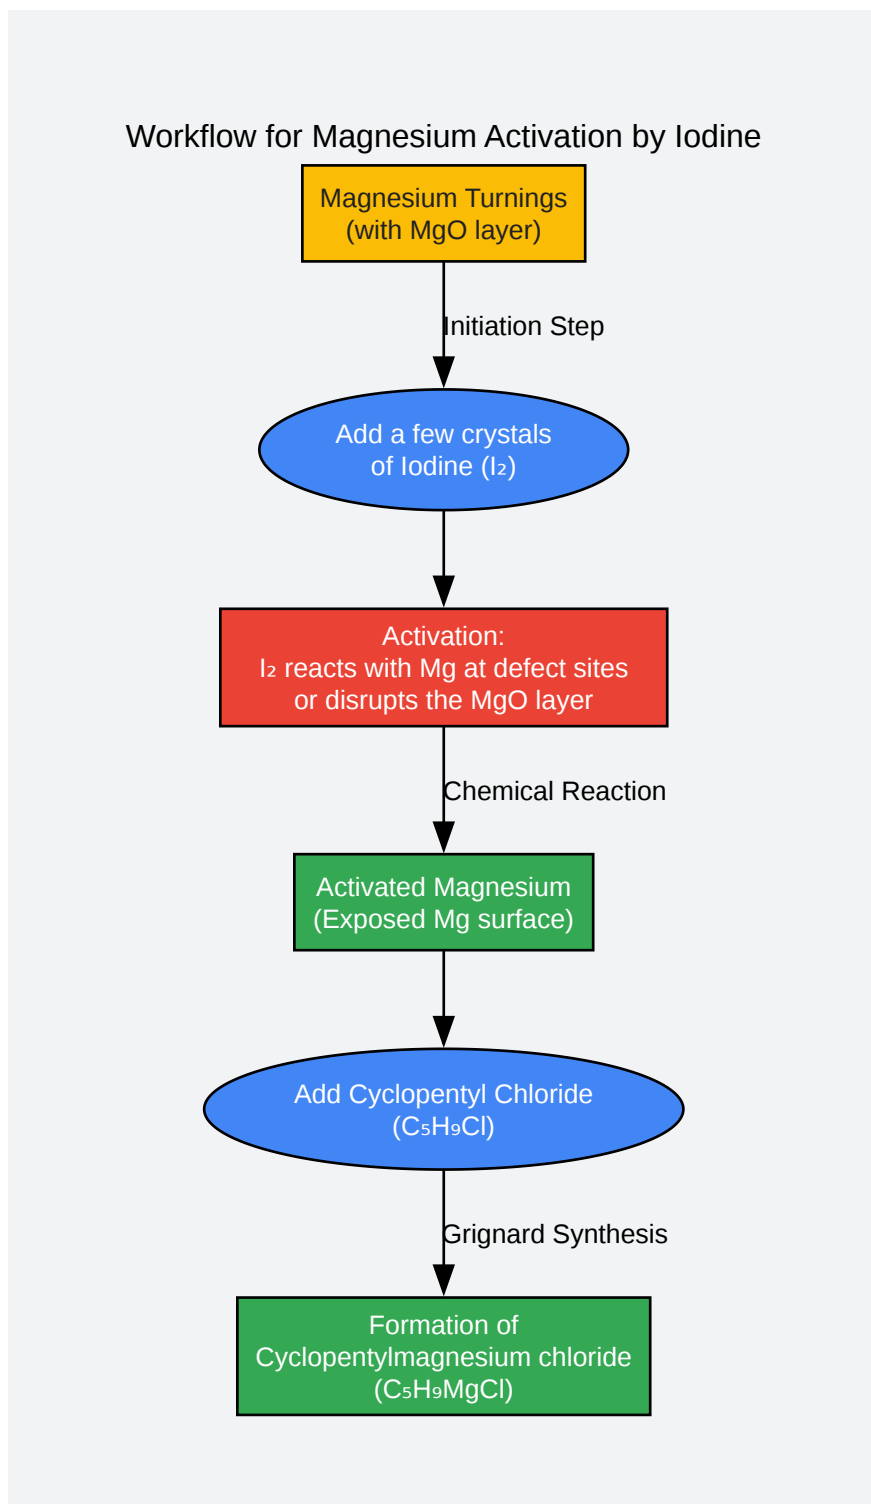 Workflow for Magnesium Activation by Iodine
Magnesium Turnings
(with MgO layer)
Initiation Step
Add a few crystals
of Iodine (I₂)
Activation:
I₂ reacts with Mg at defect sites
or disrupts the MgO layer
Chemical Reaction
Activated Magnesium
(Exposed Mg surface)
Add Cyclopentyl Chloride
(C₅H₉Cl)
Grignard Synthesis
Formation of
Cyclopentylmagnesium chloride
(C₅H₉MgCl)